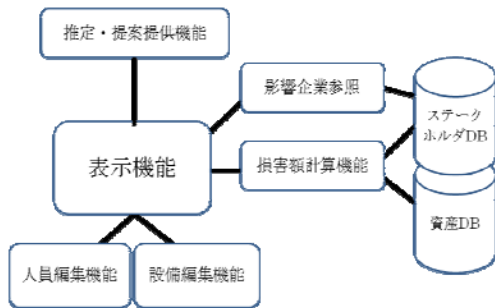 推定・提案提供機能
影響企業参照
ステーク
ホルダDB
表示機能
損害額計算機能
資産DB
人員編集機能
設備編集機能